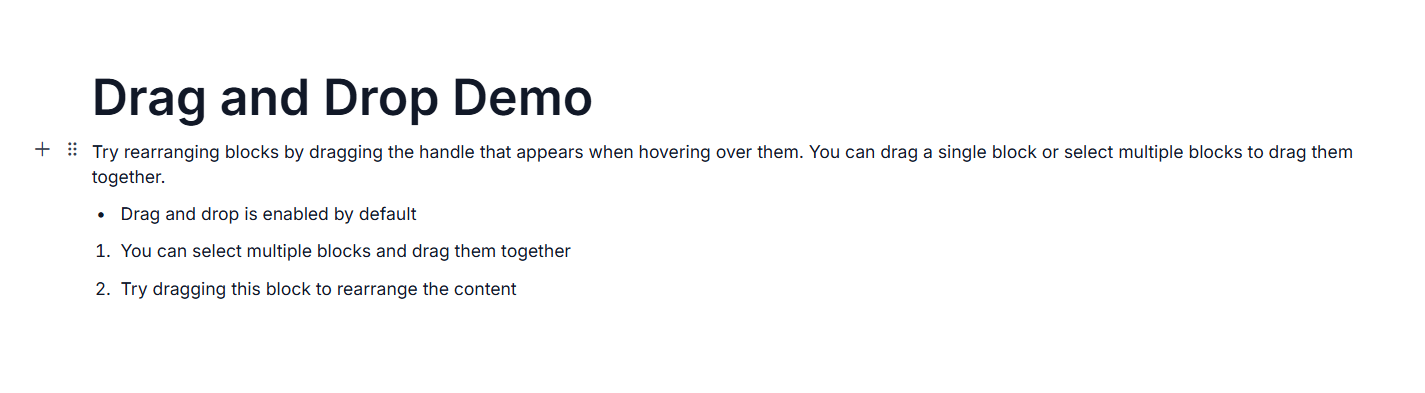 Drag and Drop Demo
Try rearranging blocks by dragging the handle that appears when hovering over them. You can drag a single block or select multiple blocks to drag them
together.
• Drag and drop is enabled by default
1. You can select multiple blocks and drag them together
2. Try dragging this block to rearrange the content